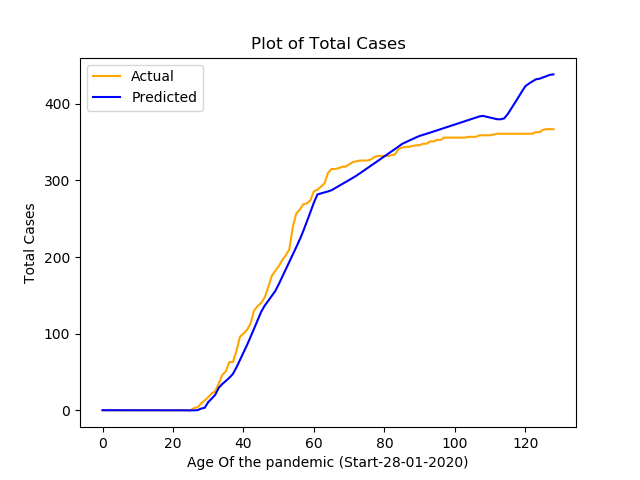 Plot of Total Cases
Actual
Predicted
400
300
200
100
0
Total Cases
0 20 40 60 80 100 120
Age Of the pandemic (Start-28-01-2020)